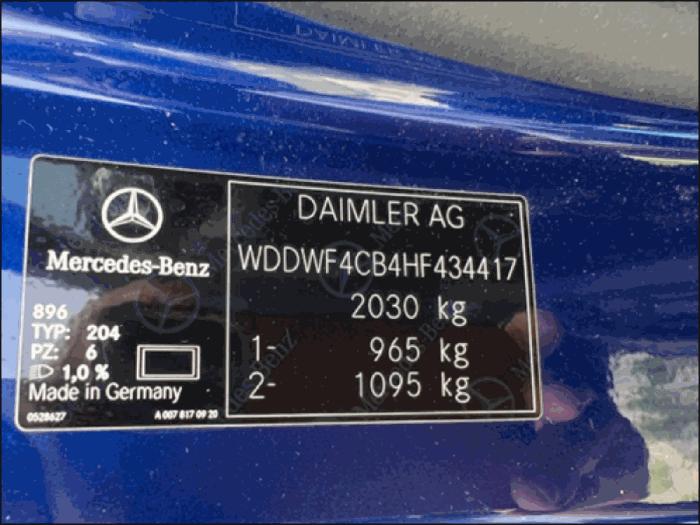 DAIMLER AG
Mercedes-Benz
896
TYP: 204
PZ: 6
1,0 %
Made in Germany
0528627
A 007 817 09 20
DAIMLER AG
WDDWF4CB4HF434417
2030 kg
1- 965 kg
2- 1095 kg